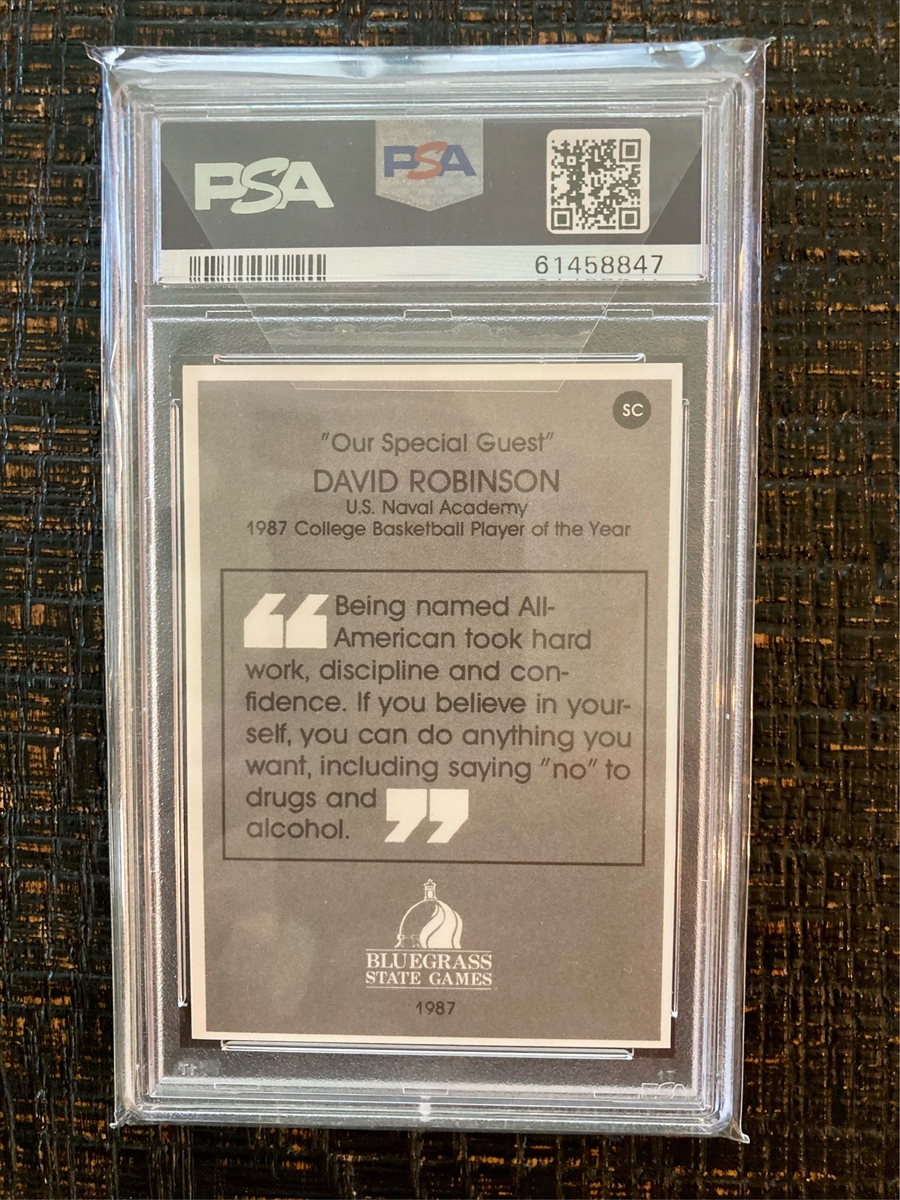 PSA PSA
61458847
SC
"Our Special Guest"
DAVID ROBINSON
U.S. Naval Academy
1987 College Basketball Player of the Year
“Being named All-
American took hard
work, discipline and con-
fidence. If you believe in your-
self, you can do anything you
want, including saying "no" to
drugs and
alcohol.”
BLUEGRASS
STATE GAMES
1987
PSA